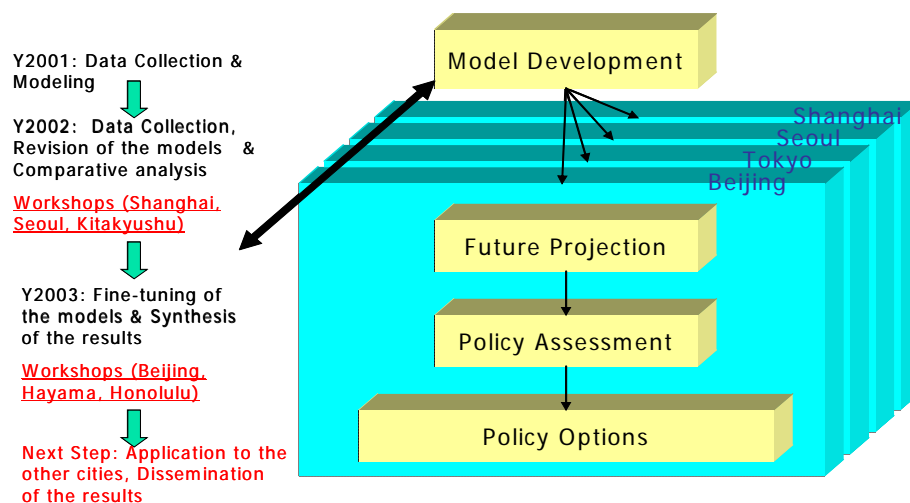 Y2001: Data Collection &
Modeling
Y2002: Data Collection,
Revision of the models &
Comparative analysis
Workshops (Shanghai,
Seoul, Kitakyushu)
Y2003: Fine-tuning of
the models & Synthesis
of the results
Workshops (Beijing,
Hayama, Honolulu)
Next Step: Application to the
other cities, Dissemination
of the results
Model Development
Shanghai
Seoul
Tokyo
Beijing
Future Projection
Policy Assessment
Policy Options